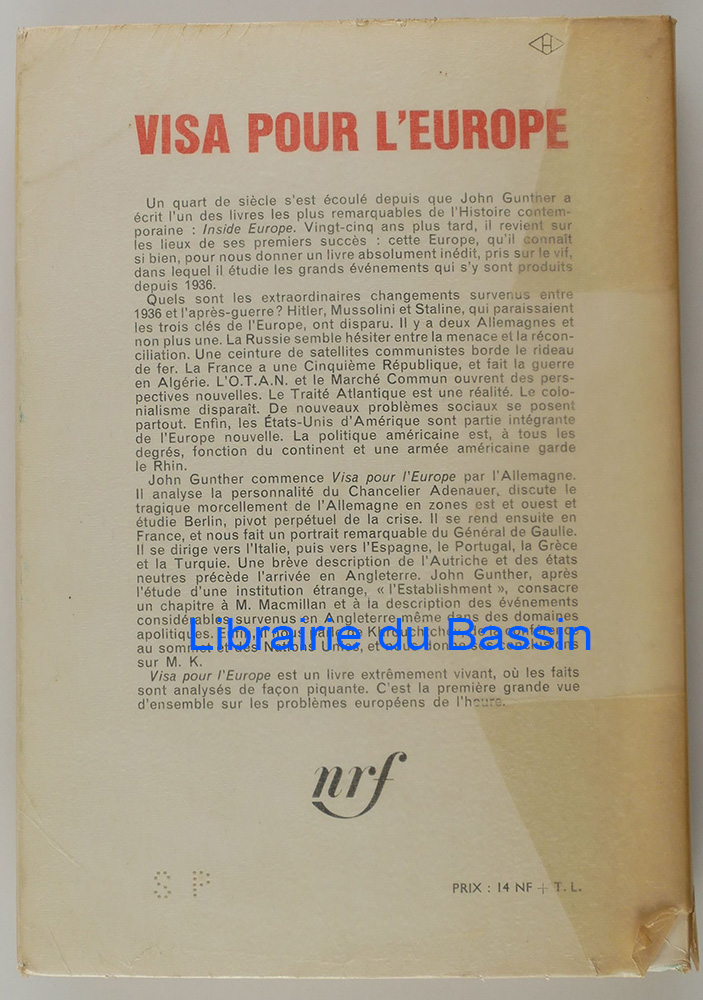 H
VISA POUR L'EUROPE
Un quart de siècle s'est écoulé depuis que John Gunther a
écrit l'un des livres les plus remarquables de l'Histoire contem-
poraine : Inside Europe. Vingt-cinq ans plus tard, il revient sur
les lieux de ses premiers succès : cette Europe, qu'il connaît
si bien, pour nous donner un livre absolument inédit, pris sur le vif,
dans lequel il étudie les grands événements qui s'y sont produits
depuis 1936.
Quels sont les extraordinaires changements survenus entre
1936 et l'après-guerre? Hitler, Mussolini et Staline, qui paraissaient
les trois clés de l'Europe, ont disparu. Il y a deux Allemagnes et
non plus une. La Russie semble hésiter entre la menace et la récon-
ciliation. Une ceinture de satellites communistes borde le rideau
de fer. La France a une Cinquième République, et fait la guerre
en Algérie. L'O.T.A.N. et le Marché Commun ouvrent des pers-
pectives nouvelles. Le Traité Atlantique est une réalité. Le colo-
nialisme disparaît. De nouveaux problèmes sociaux se posent
partout. Enfin, les États-Unis d'Amérique sont partie intégrante
de l'Europe nouvelle. La politique américaine est, à tous les
degrés, fonction du continent et une armée américaine garde
le Rhin.
John Gunther commence Visa pour l'Europe par l'Allemagne.
Il analyse la personnalité du Chancelier Adenauer, discute le
tragique morcellement de l'Allemagne en zones est et ouest et
étudie Berlin, pivot perpétuel de la crise. Il se rend ensuite en
France, et nous fait un portrait remarquable du Général de Gaulle.
Il se dirige vers l'Italie, puis vers l'Espagne, le Portugal, la Grèce
et la Turquie. Une brève description de l'Autriche et des états
neutres précède l'arrivée en Angleterre. John Gunther, après
l'étude d'une institution étrange, « l'Establishment », consacre
un chapitre à M. Macmillan et à la description des événements
considérables survenus en Angleterre même dans des domaines
apolitiques.
Librairie du Bassin
au sommet et des Nations Unies, et
sur M. K.
Visa pour l'Europe est un livre extrêmement vivant, où les faits
sont analysés de façon piquante. C'est la première grande vue
d'ensemble sur les problèmes européens de l'heure.
nrf
S P
PRIX : 14 NF + T. L.